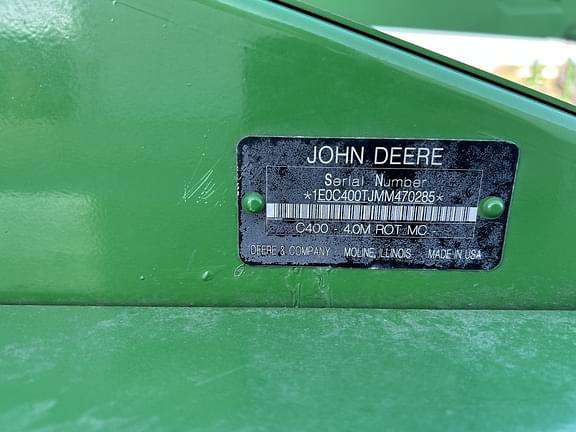 JOHN DEERE
Serial Number
*1E0C400TJMM470285*
C400 - 4.0M ROT MC
DEERE & COMPANY MOLINE, ILLINOIS MADE IN USA